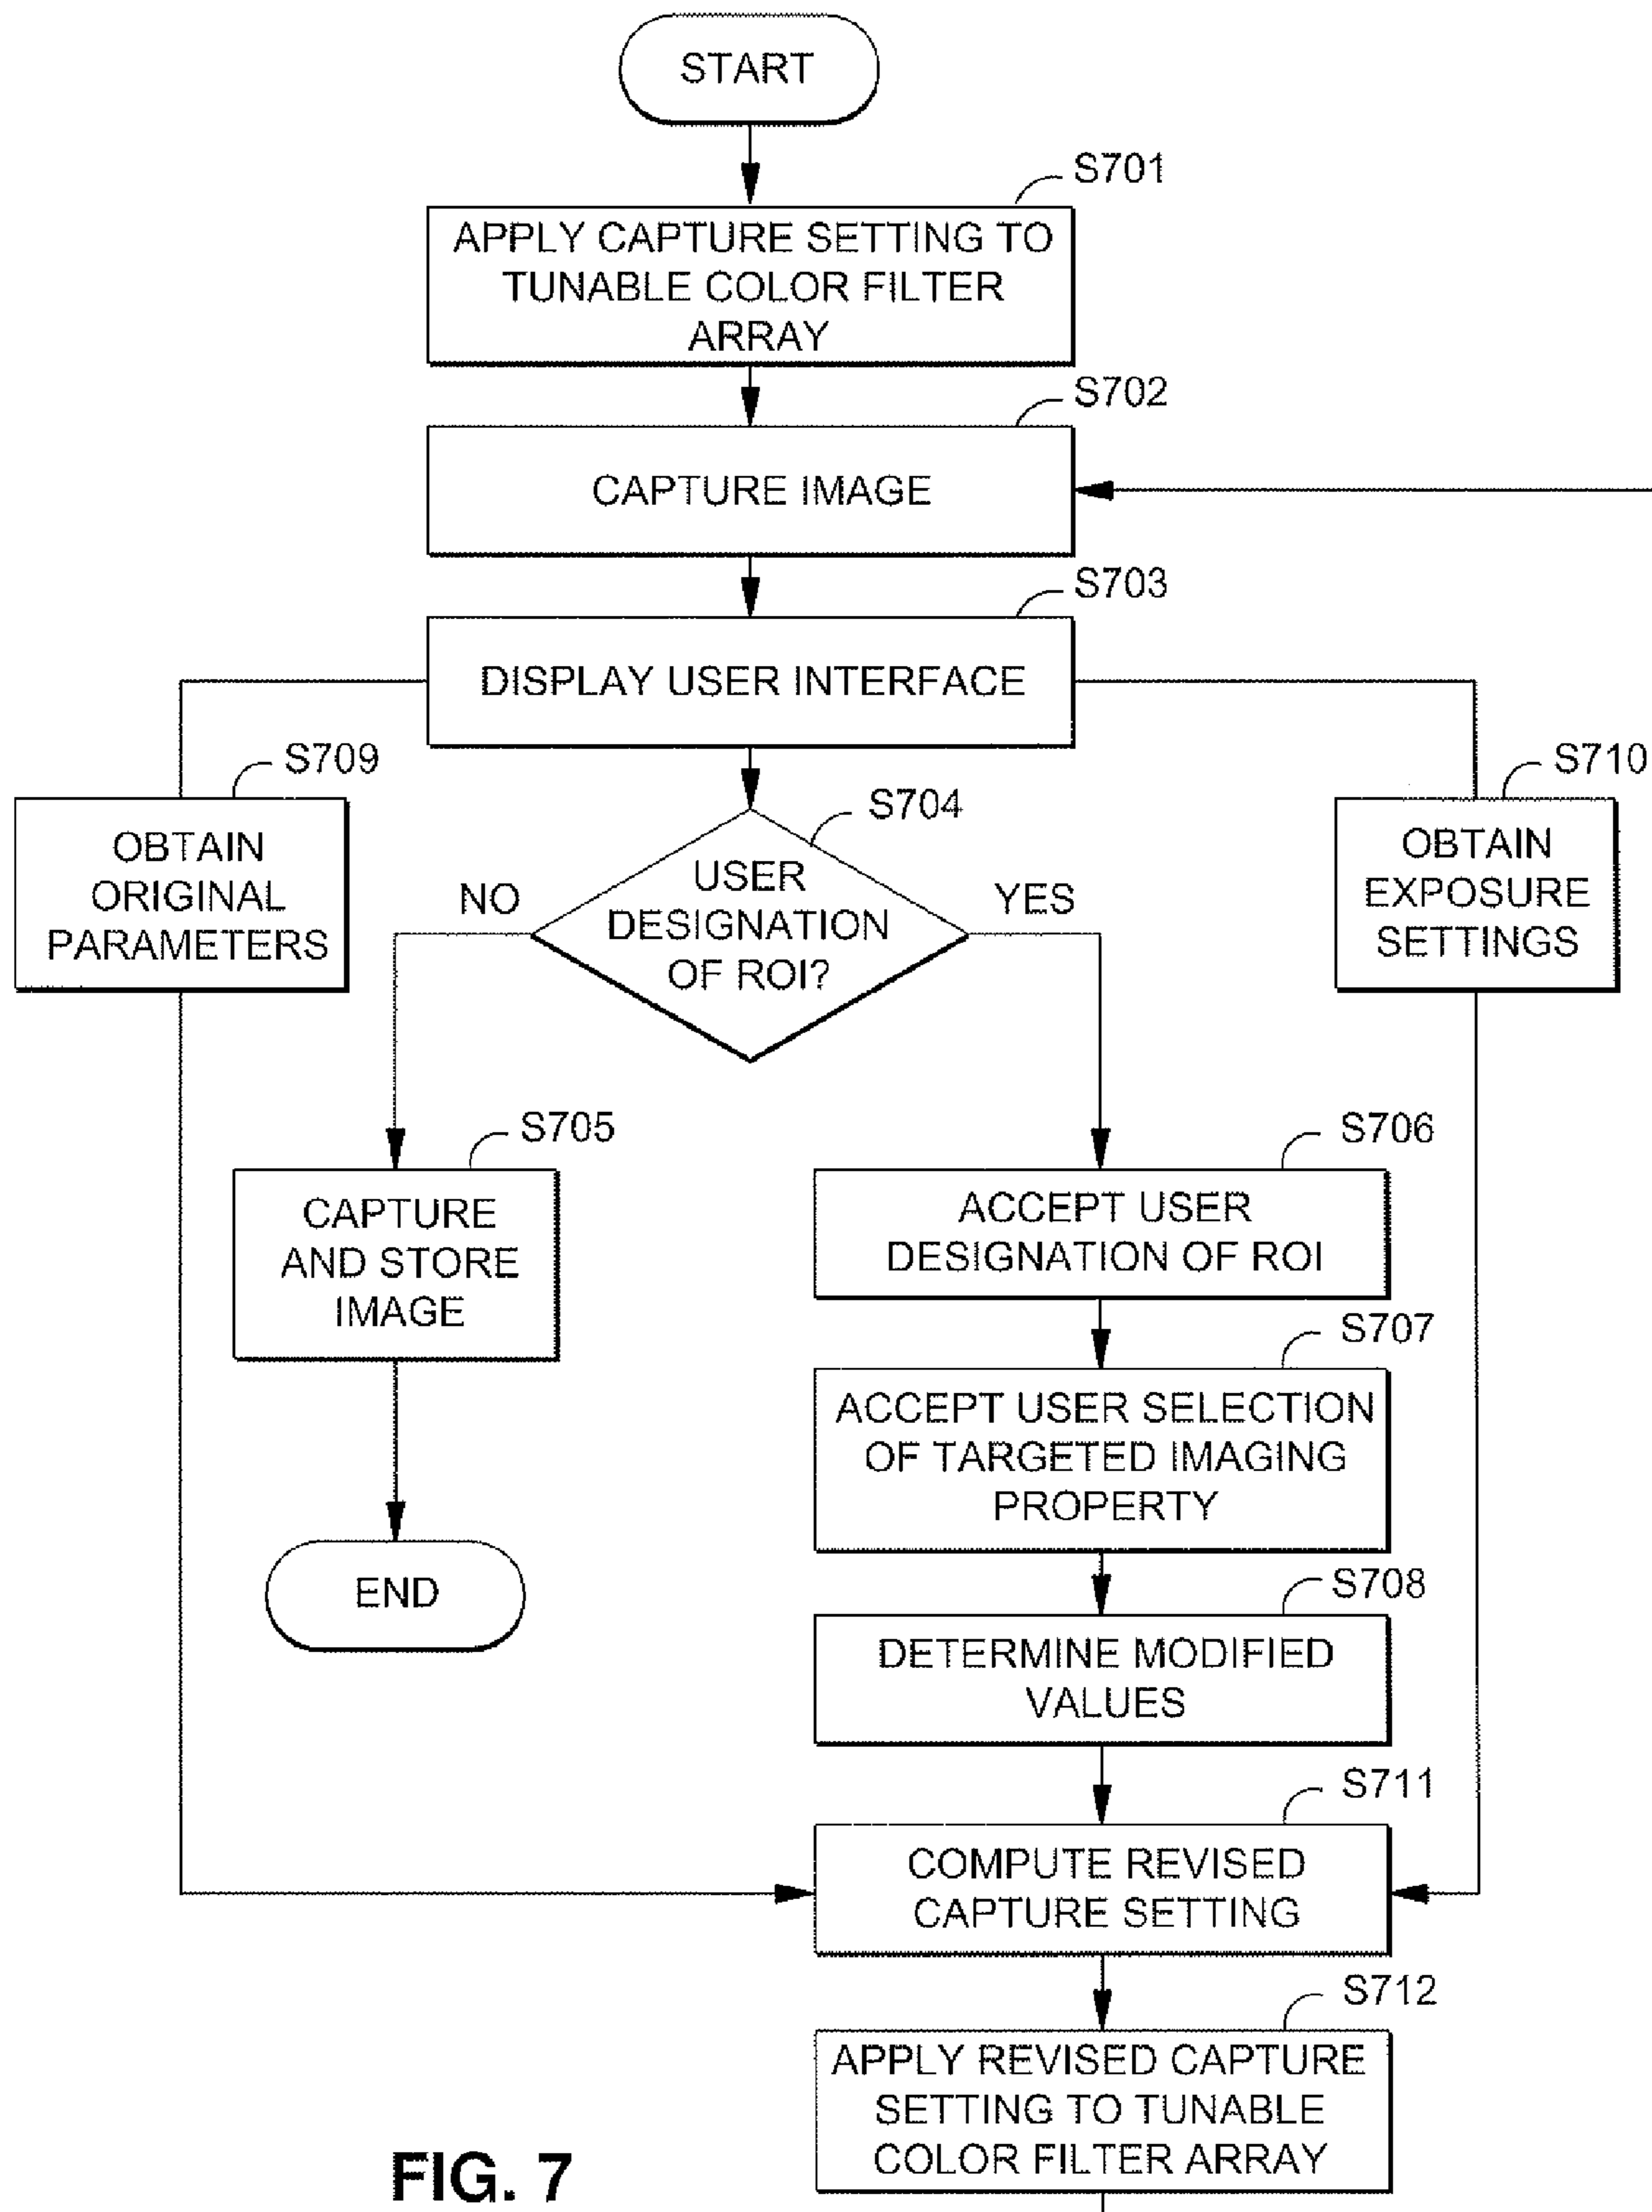 START
S701
APPLY CAPTURE SETTING TO
TUNABLE COLOR FILTER
ARRAY
S702
CAPTURE IMAGE
S703
DISPLAY USER INTERFACE
S709
OBTAIN
ORIGINAL
PARAMETERS
S704
USER
DESIGNATION
OF ROI?
NO
YES
S710
OBTAIN
EXPOSURE
SETTINGS
S705
CAPTURE
AND STORE
IMAGE
END
S706
ACCEPT USER
DESIGNATION OF ROI
S707
ACCEPT USER SELECTION
OF TARGETED IMAGING
PROPERTY
S708
DETERMINE MODIFIED
VALUES
S711
COMPUTE REVISED
CAPTURE SETTING
S712
APPLY REVISED CAPTURE
SETTING TO TUNABLE
COLOR FILTER ARRAY
FIG. 7